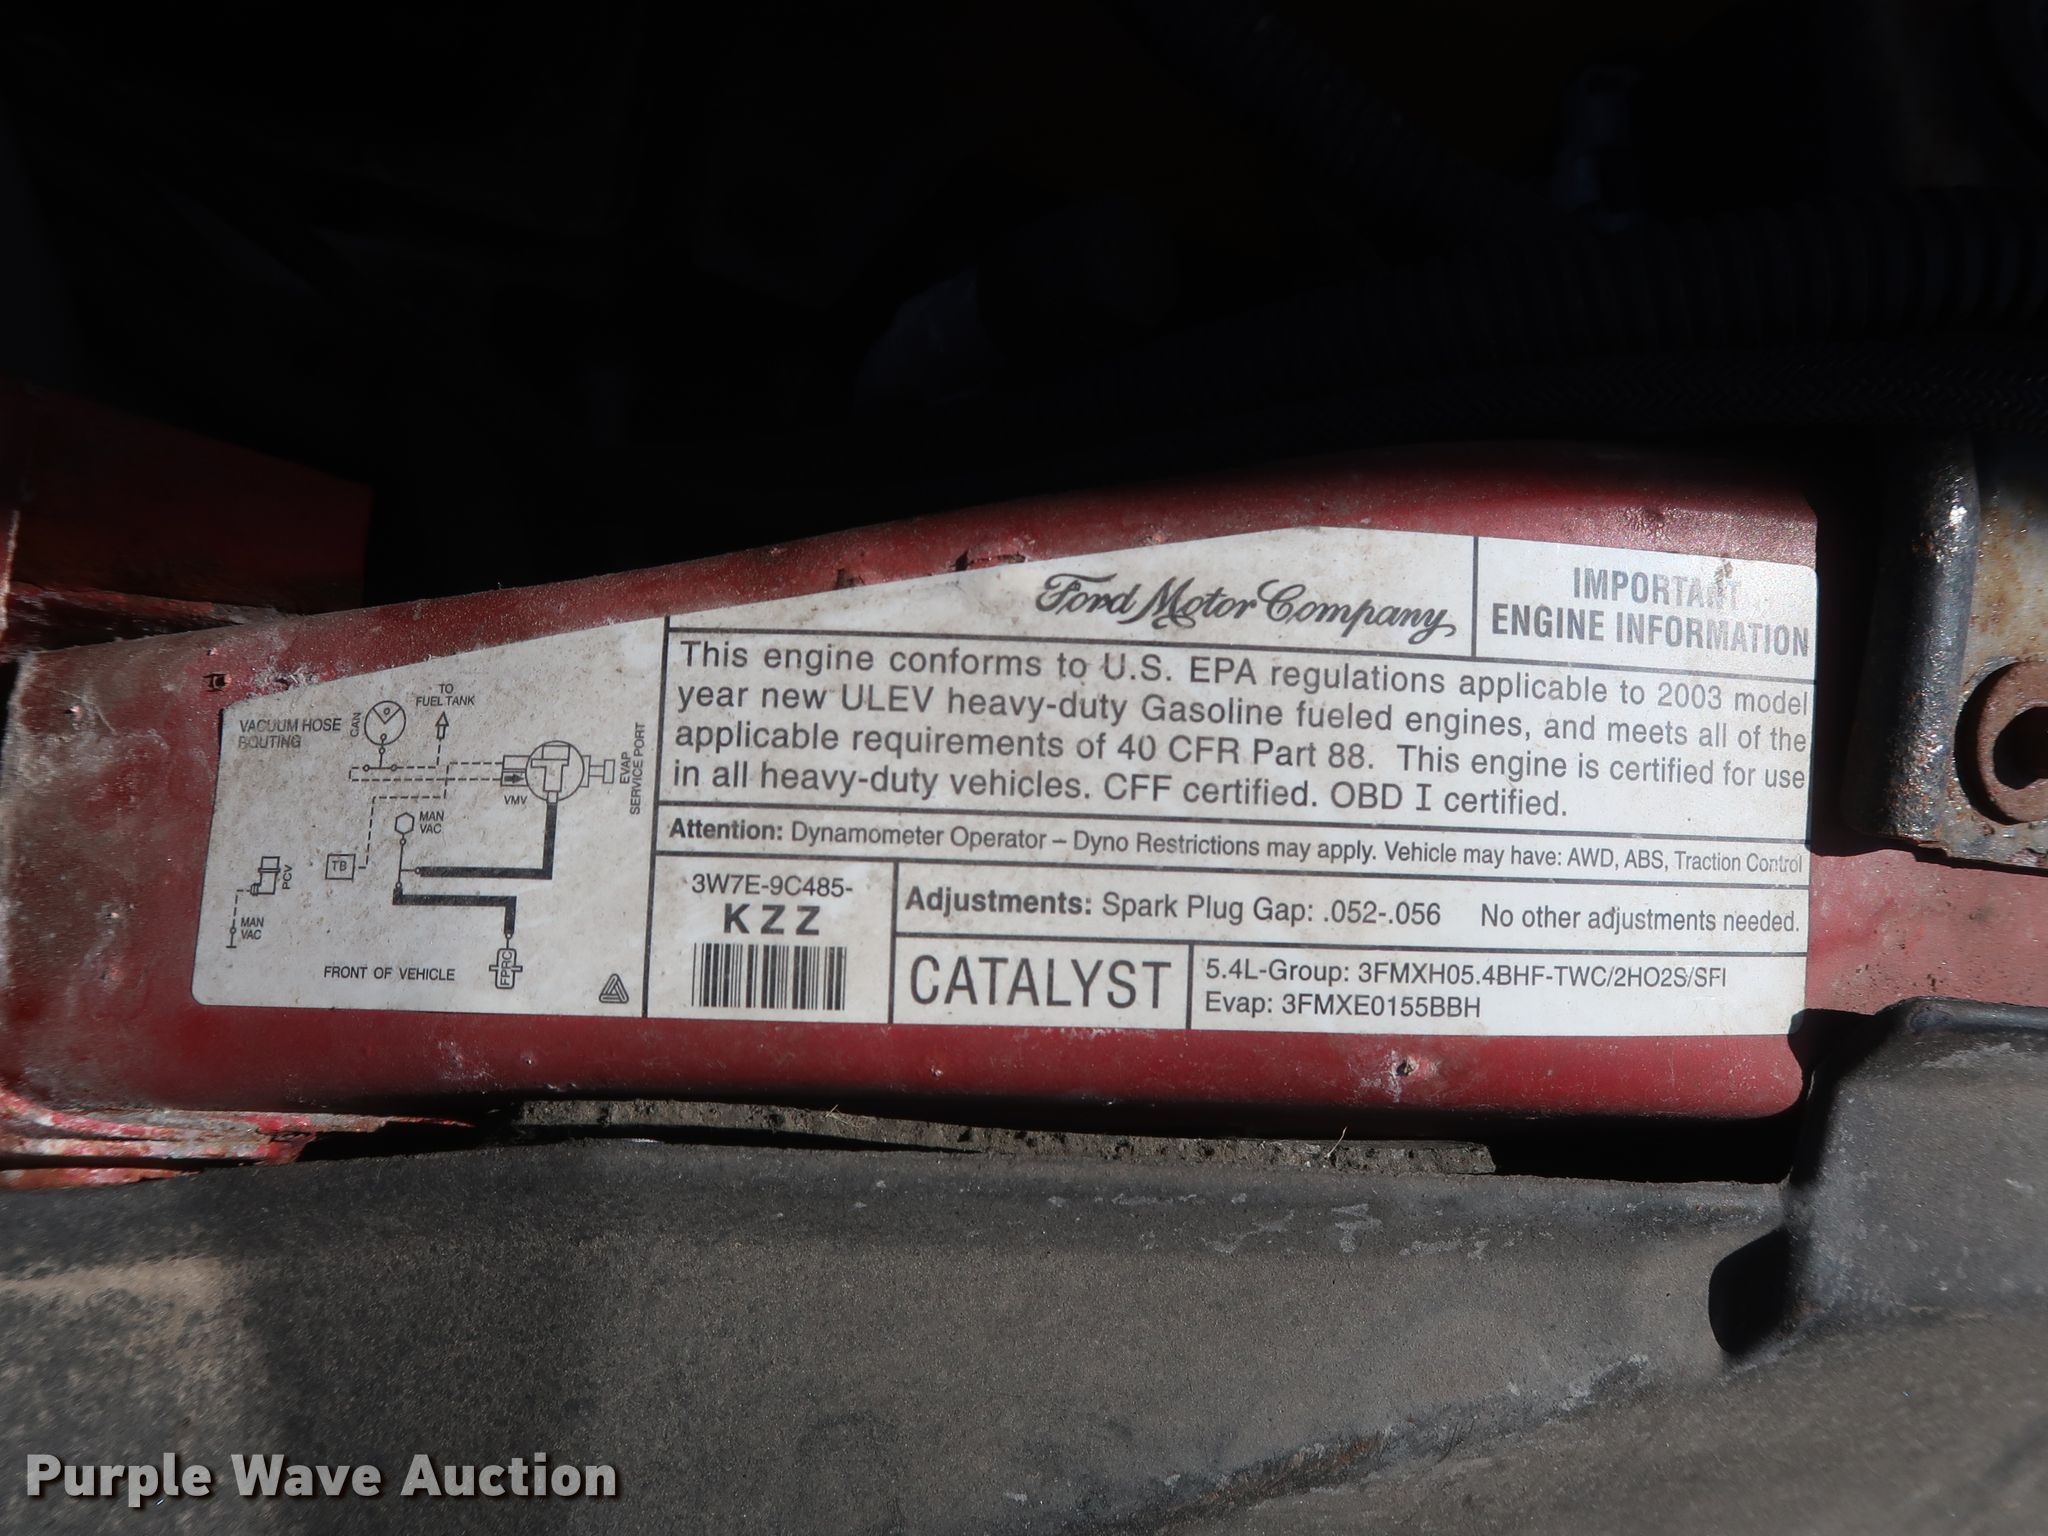 Ford Motor Company
IMPORTANT
ENGINE INFORMATION
This engine conforms to U.S. EPA regulations applicable to 2003 model
year new ULEV heavy-duty Gasoline fueled engines, and meets all of the
applicable requirements of 40 CFR Part 88. This engine is certified for use
in all heavy-duty vehicles. CFF certified. OBD I certified.
Attention: Dynamometer Operator – Dyno Restrictions may apply. Vehicle may have: AWD, ABS, Traction Control
3W7E-9C485-
KZZ
Adjustments: Spark Plug Gap: .052-.056 No other adjustments needed.
CATALYST
5.4L-Group: 3FMXH05.4BHF-TWC/2HO2S/SFI
Evap: 3FMXE0155BBH
VACUUM HOSE
ROUTING
CAN
TO
FUEL TANK
VMV
EVAP
SERVICE PORT
MAN
VAC
TB
PCV
MAN
VAC
FPRC
FRONT OF VEHICLE
Purple Wave Auction